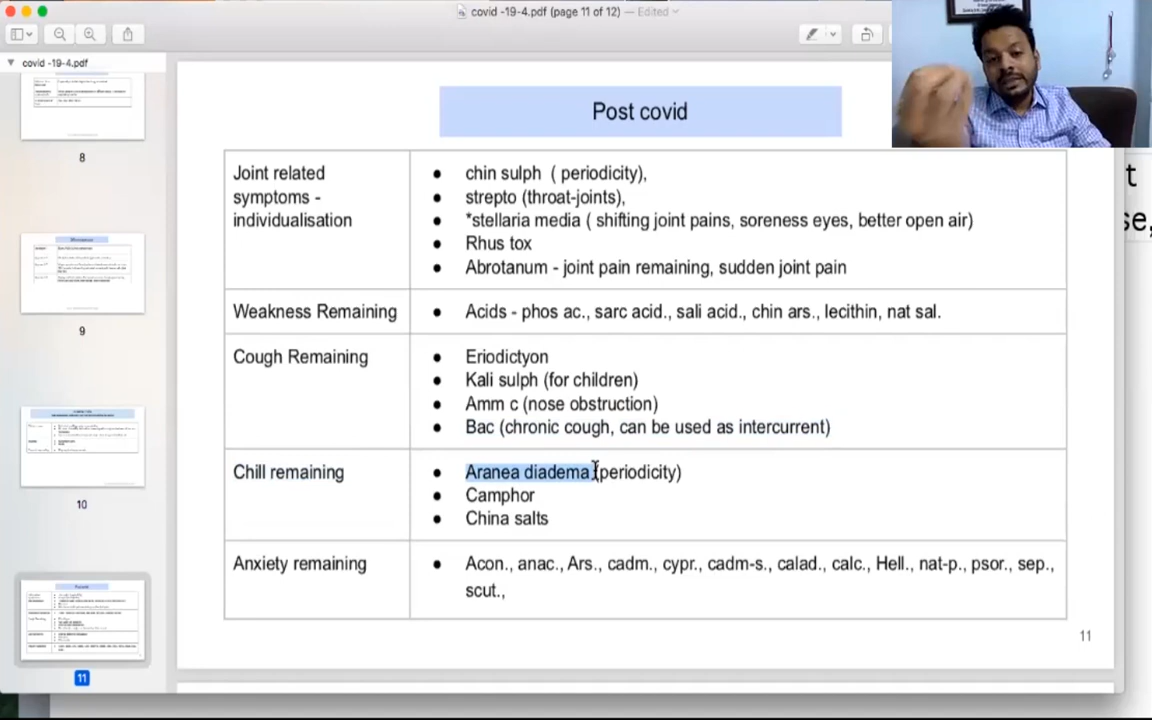 covid -19-4.pdf (page 11 of 12) — Edited
covid -19-4.pdf
8
9
10
11
Post covid
Joint related
symptoms -
individualisation
● chin sulph ( periodicity),
● strepto (throat-joints),
● *stellaria media ( shifting joint pains, soreness eyes, better open air)
● Rhus tox
● Abrotanum - joint pain remaining, sudden joint pain
Weakness Remaining
● Acids - phos ac., sarc acid., sali acid., chin ars., lecithin, nat sal.
Cough Remaining
● Eriodictyon
● Kali sulph (for children)
● Amm c (nose obstruction)
● Bac (chronic cough, can be used as intercurrent)
Chill remaining
● Aranea diadema (periodicity)
● Camphor
● China salts
Anxiety remaining
● Acon., anac., Ars., cadm., cypr., cadm-s., calad., calc., Hell., nat-p., psor., sep.,
scut.,
11
t
se,